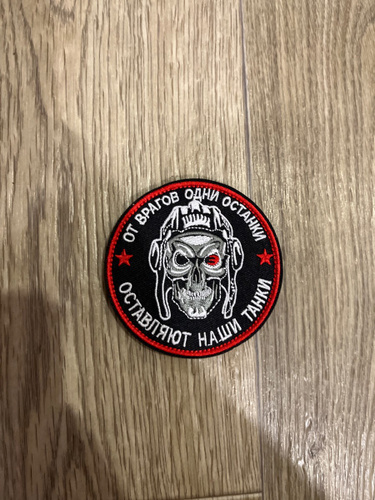 ОТ ВРАГОВ ОДНИ ОСТАНКИ
ОСТАВЛЯЮТ НАШИ ТАНКИ